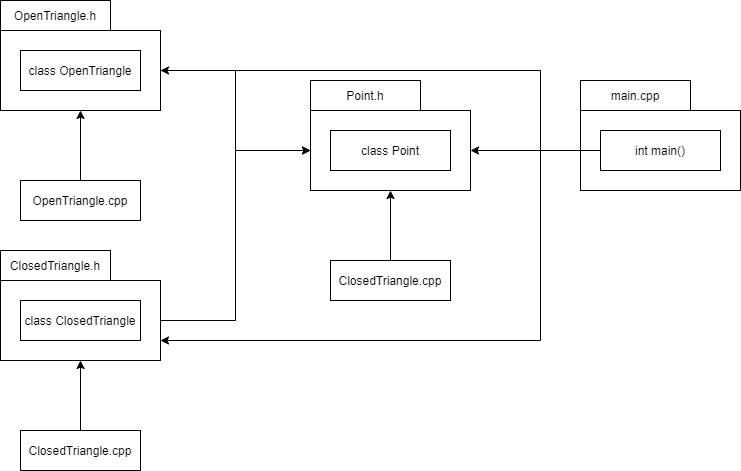 OpenTriangle.h
class OpenTriangle
Point.h
main.cpp
class Point
int main()
OpenTriangle.cpp
ClosedTriangle.h
ClosedTriangle.cpp
class ClosedTriangle
ClosedTriangle.cpp